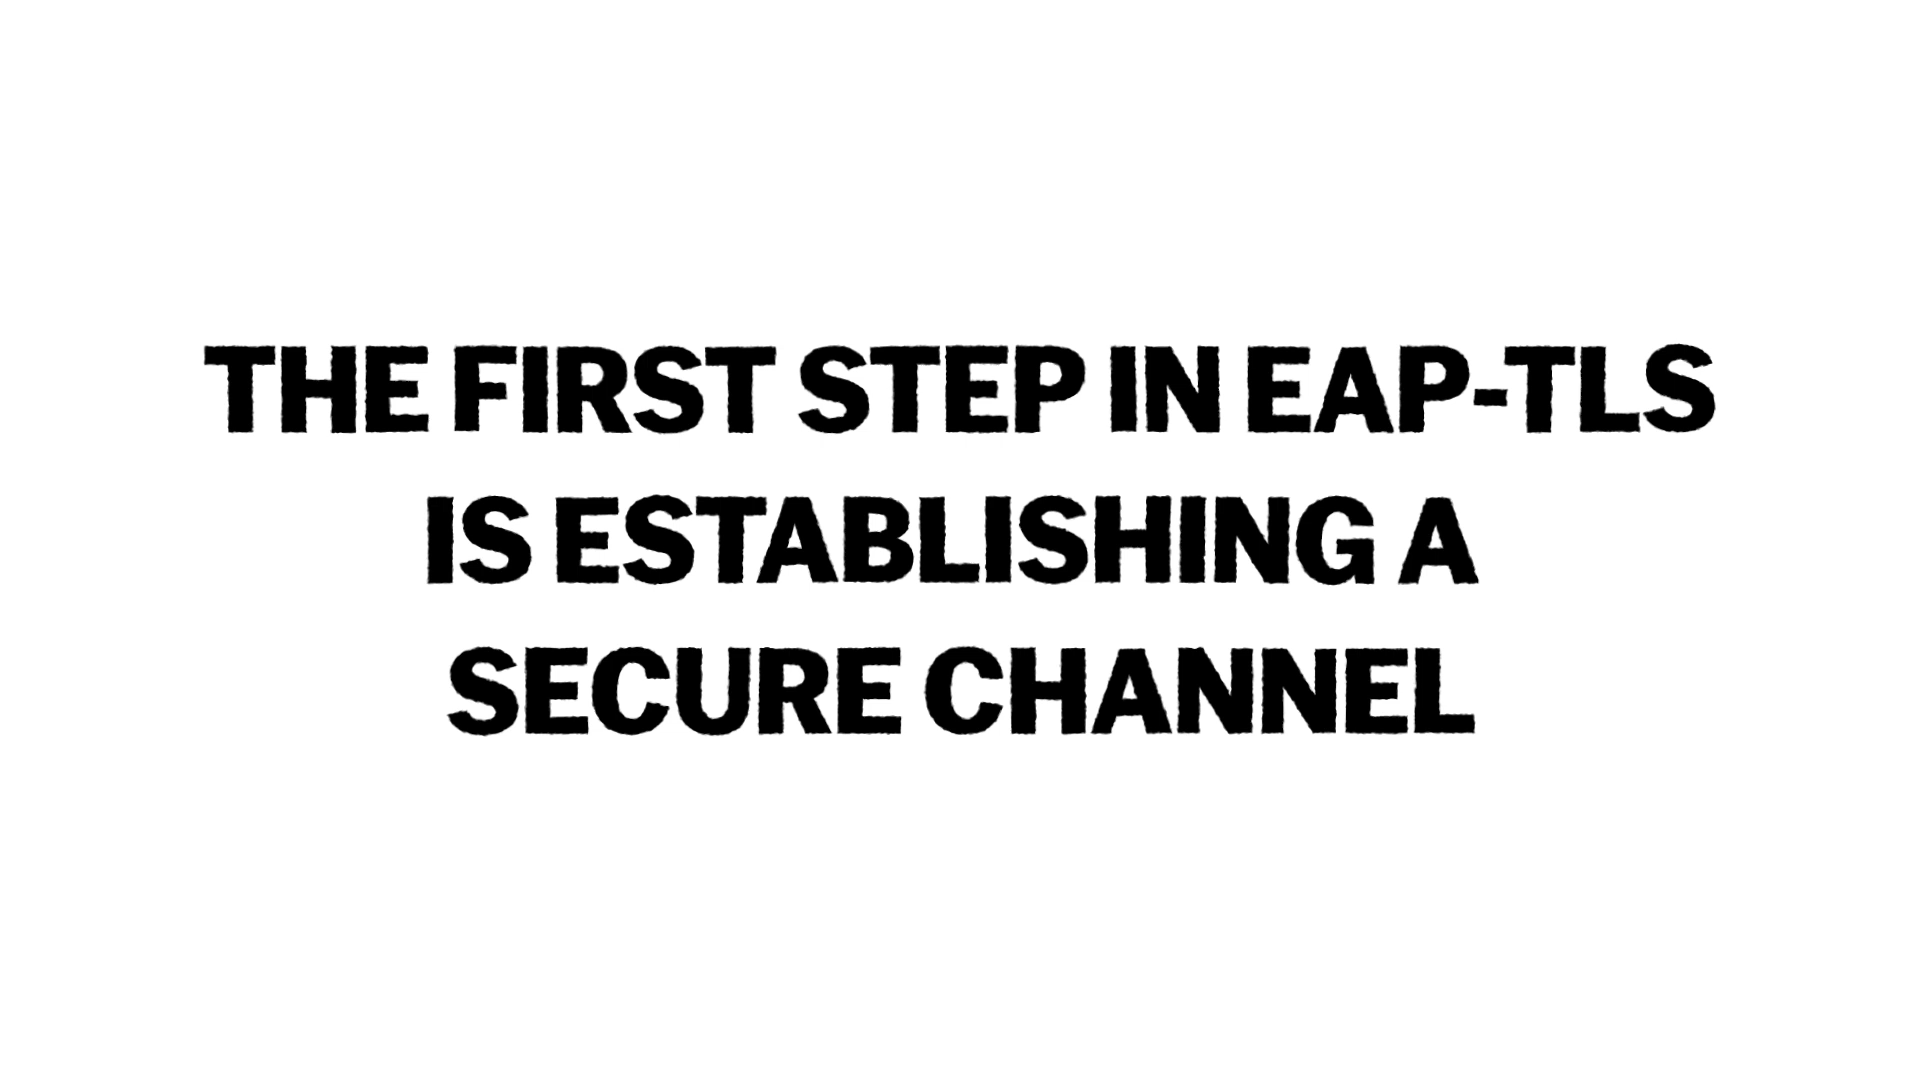 THE FIRST STEP IN EAP-TLS
IS ESTABLISHING A
SECURE CHANNEL